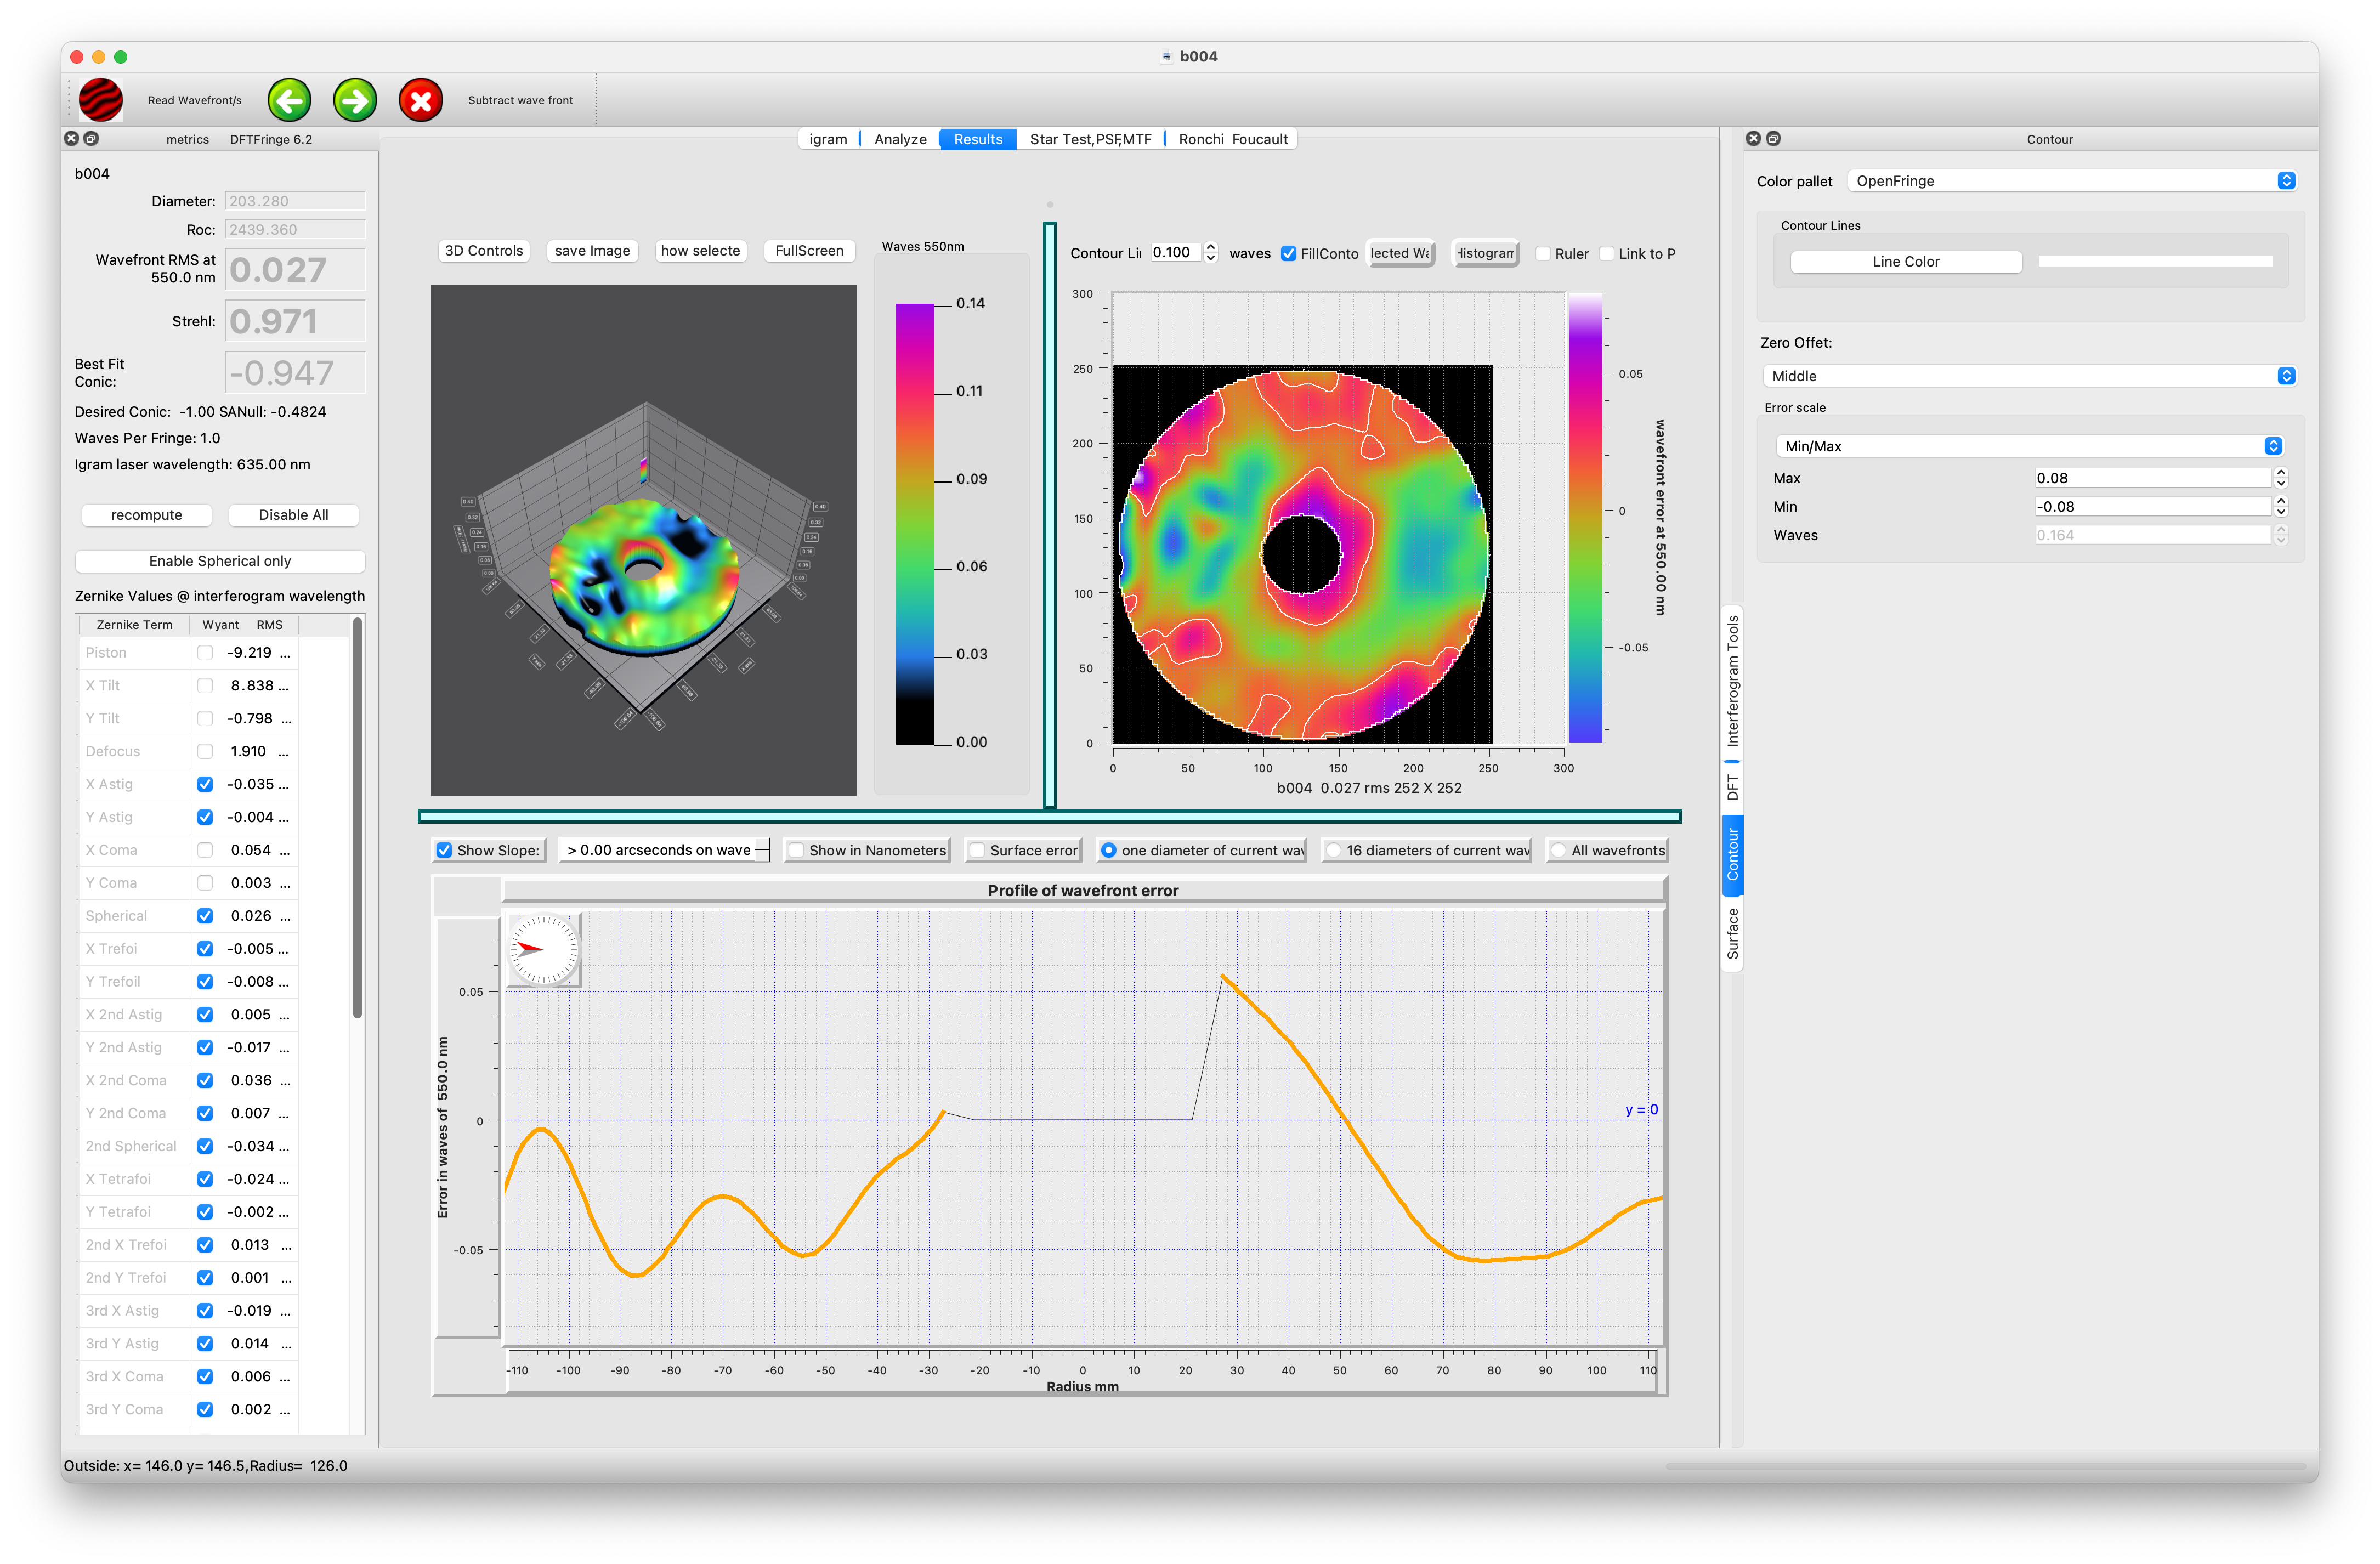 b004
Read Wavefront/s
Subtract wave front
metrics DFTFringe 6.2
igram Analyze Results Star Test,PSF,MTF Ronchi Foucault
Contour
b004
Diameter: 203.280
Roc: 2439.360
Wavefront RMS at
550.0 nm 0.027
Strehl: 0.971
Best Fit
Conic: -0.947
Desired Conic: -1.00 SANull: -0.4824
Waves Per Fringe: 1.0
Igram laser wavelength: 635.00 nm
recompute Disable All
Enable Spherical only
Zernike Values @ interferogram wavelength
Zernike Term Wyant RMS
Piston -9.219 ...
X Tilt 8.838 ...
Y Tilt -0.798 ...
Defocus 1.910 ...
X Astig -0.035 ...
Y Astig -0.004 ...
X Coma 0.054 ...
Y Coma 0.003 ...
Spherical 0.026 ...
X Trefoi -0.005 ...
Y Trefoil -0.008 ...
X 2nd Astig 0.005 ...
Y 2nd Astig -0.017 ...
X 2nd Coma 0.036 ...
Y 2nd Coma 0.007 ...
2nd Spherical -0.034 ...
X Tetrafoi -0.024 ...
Y Tetrafoi -0.002 ...
2nd X Trefoi 0.013 ...
2nd Y Trefoi 0.001 ...
3rd X Astig -0.019 ...
3rd Y Astig 0.014 ...
3rd X Coma 0.006 ...
3rd Y Coma 0.002 ...
3D Controls save Image how selecte FullScreen
Waves 550nm
0.14
0.11
0.09
0.06
0.03
0.00
Contour Li 0.100 waves FillConto lected Wa Histogram Ruler Link to P
300
250
200
150
100
50
0
0 50 100 150 200 250 300
b004 0.027 rms 252 X 252
0.05
0
-0.05
wavefront error at 550.00 nm
Show Slope: > 0.00 arcseconds on wave Show in Nanometers Surface error one diameter of current wav 16 diameters of current wav All wavefronts
Profile of wavefront error
Error in waves of 550.0 nm
0.05
0
-0.05
y = 0
-110 -100 -90 -80 -70 -60 -50 -40 -30 -20 -10 0 10 20 30 40 50 60 70 80 90 100 110
Radius mm
Interferogram Tools
DFT
Contour
Surface
Color pallet OpenFringe
Contour Lines
Line Color
Zero Offet:
Middle
Error scale
Min/Max
Max 0.08
Min -0.08
Waves 0.164
Outside: x= 146.0 y= 146.5,Radius= 126.0